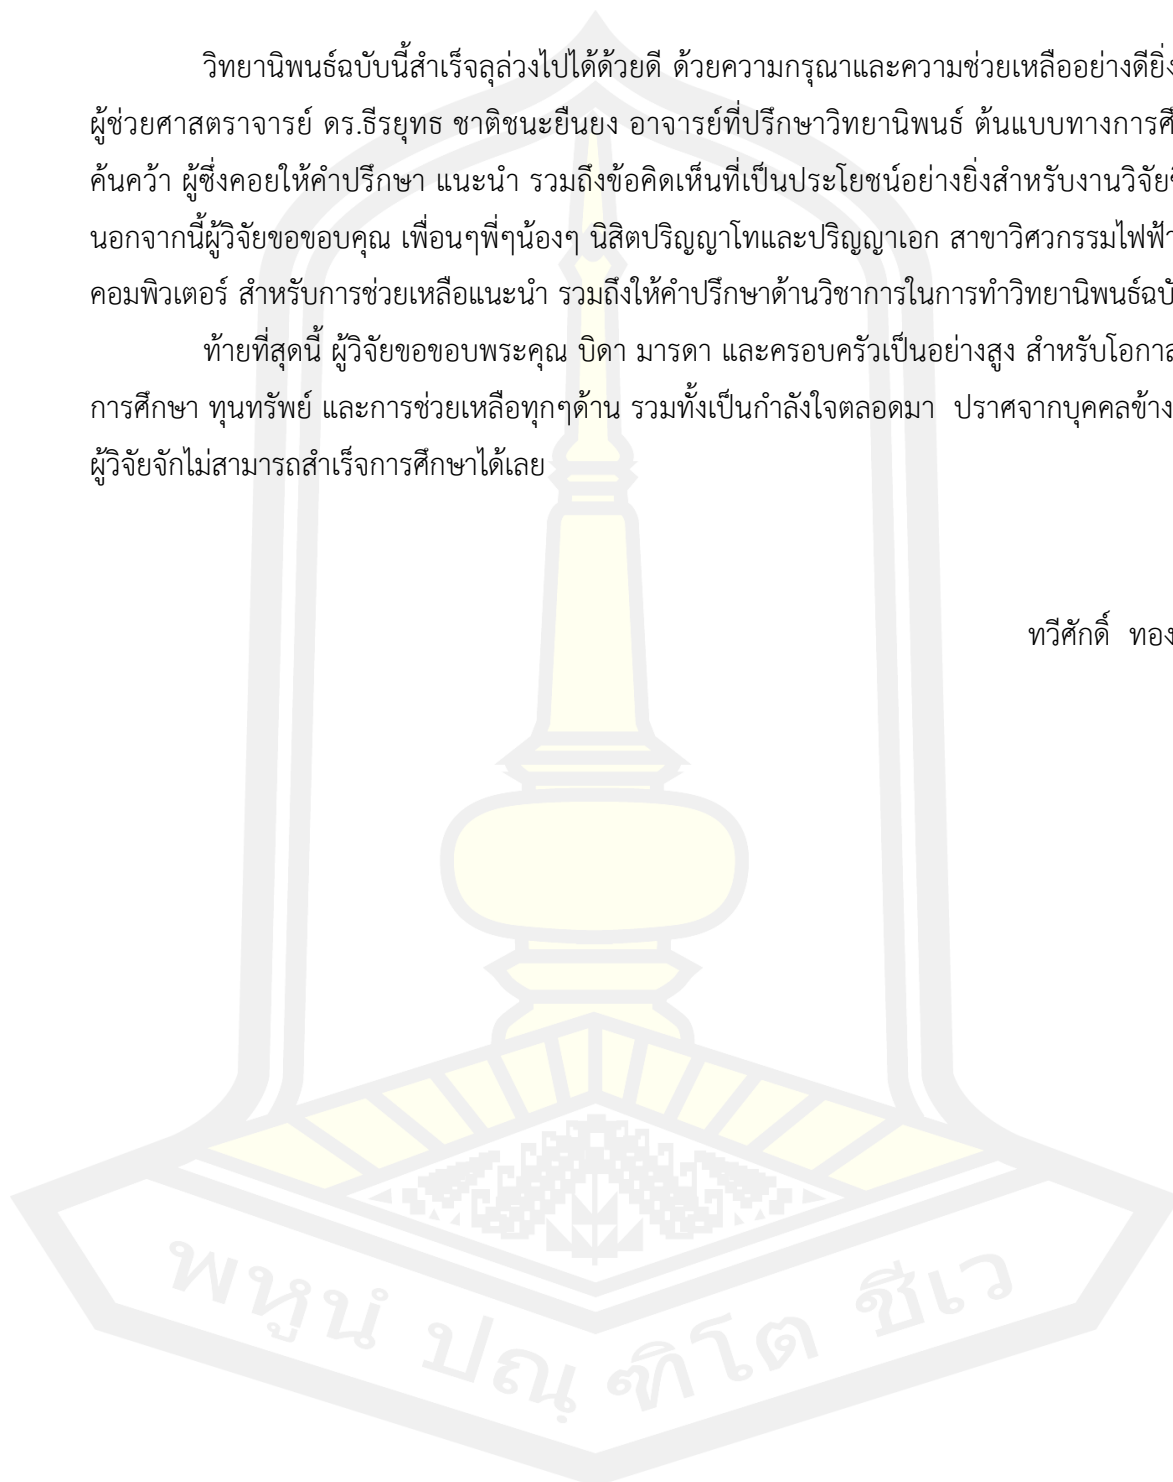 วิทยานิพนธ์ฉบับนี้สำเร็จลุล่วงไปได้ด้วยดี ด้วยความกรุณาและความช่วยเหลืออย่างดียิ่ง
ผู้ช่วยศาสตราจารย์ ดร.ธีรยุทธ ชาติชนะยืนยง อาจารย์ที่ปรึกษาวิทยานิพนธ์ ต้นแบบทางการ
ค้นคว้า ผู้ซึ่งคอยให้คำปรึกษา แนะนำ รวมถึงข้อคิดเห็นที่เป็นประโยชน์อย่างยิ่งสำหรับงานวิจัย
นอกจากนี้ผู้วิจัยขอขอบคุณ เพื่อนๆพี่ๆน้องๆ นิสิตปริญญาโทและปริญญาเอก สาขาวิศวกรรมไฟฟ้า
คอมพิวเตอร์ สำหรับการช่วยเหลือแนะนำ รวมถึงให้คำปรึกษาด้านวิชาการในการทำวิทยานิพนธ์
ท้ายที่สุดนี้ ผู้วิจัยขอขอบพระคุณ บิดา มารดา และครอบครัวเป็นอย่างสูง สำหรับ
การศึกษา ทุนทรัพย์ และการช่วยเหลือทุกๆด้าน รวมทั้งเป็นกำลังใจตลอดมา ปราศจากบุคคลข้าง
ผู้วิจัยจักไม่สามารถสำเร็จการศึกษาได้เลย
ทวีศักดิ์ ทอง
พหูนํ ปณฺฑิโต ชีเว